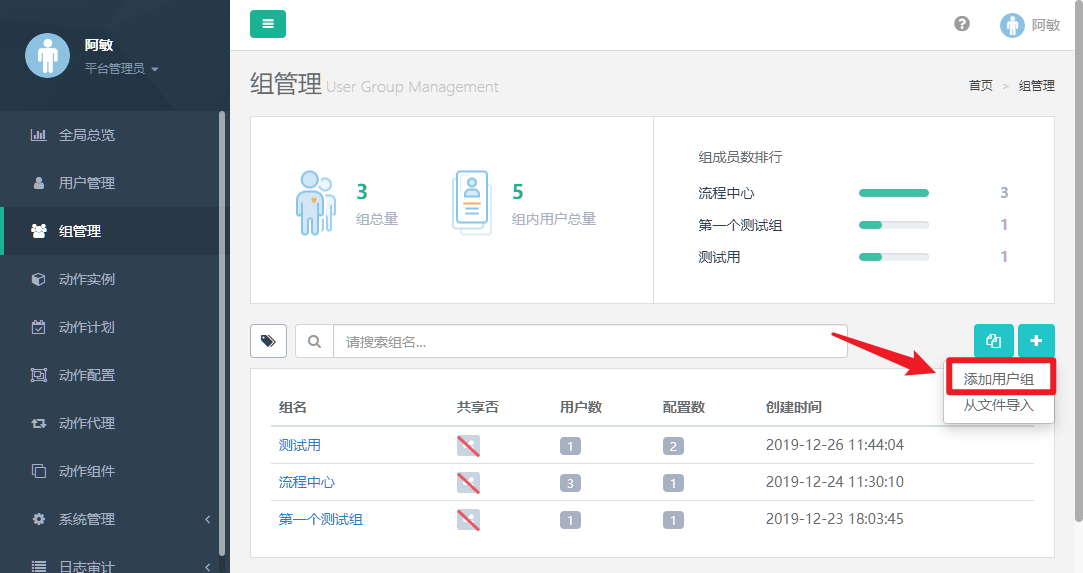 阿敏
平台管理员
全局总览
用户管理
组管理
动作实例
动作计划
动作配置
动作代理
动作组件
系统管理
日志审计
阿敏
组管理 User Group Management
首页 > 组管理
3
组总量
5
组内用户总量
组成员数排行
流程中心 3
第一个测试组 1
测试用 1
请搜索组名...
添加用户组
从文件导入
组名 共享否 用户数 配置数 创建时间
测试用 1 2 2019-12-26 11:44:04
流程中心 3 1 2019-12-24 11:30:10
第一个测试组 1 1 2019-12-23 18:03:45